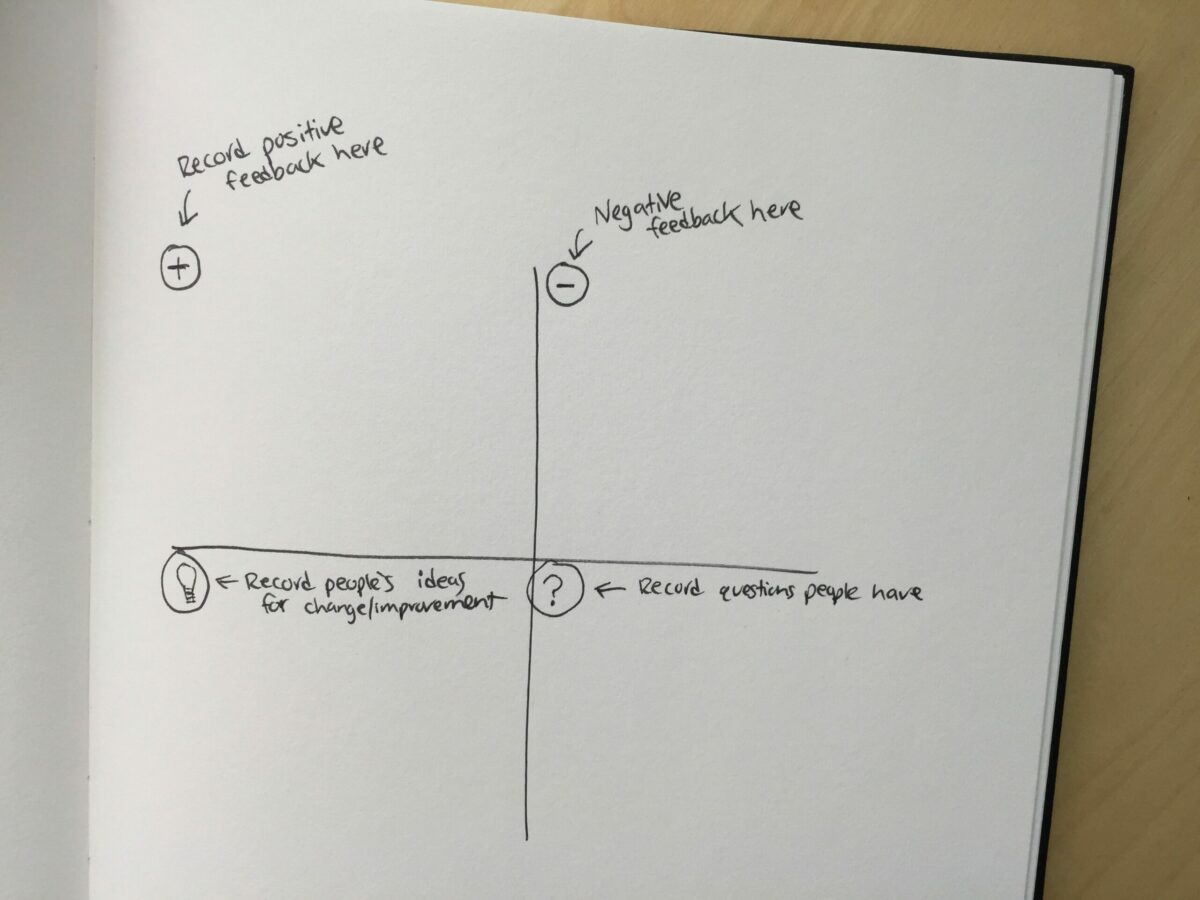 Record positive
feedback here
+
Negative
feedback here
-
← Record people's ideas
for change/improvement
? ← Record questions people have